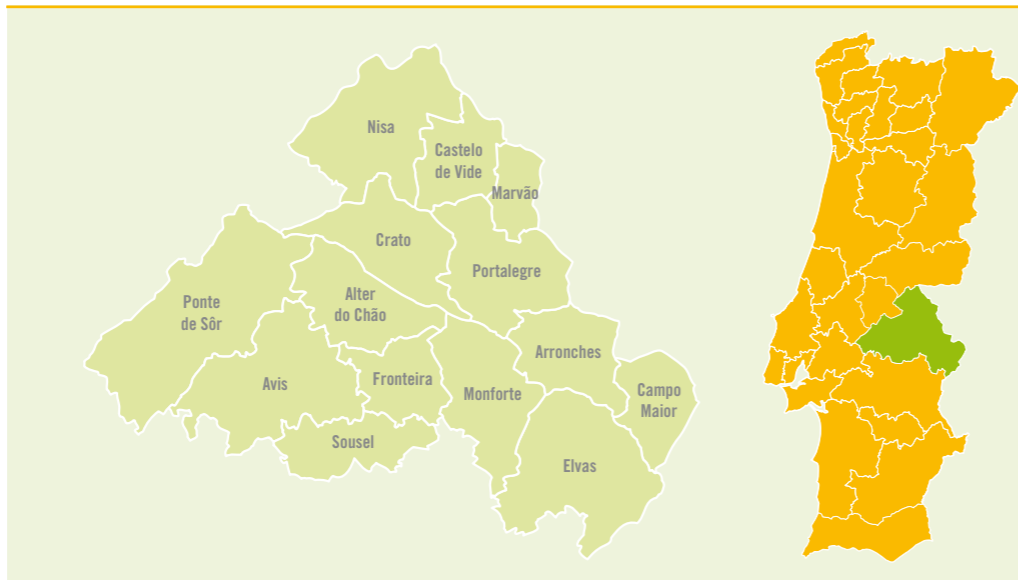 Nisa
Castelo
de Vide
Marvão
Crato
Portalegre
Ponte
de Sôr
Alter
do Chão
Arronches
Avis
Fronteira
Monforte
Campo
Maior
Sousel
Elvas